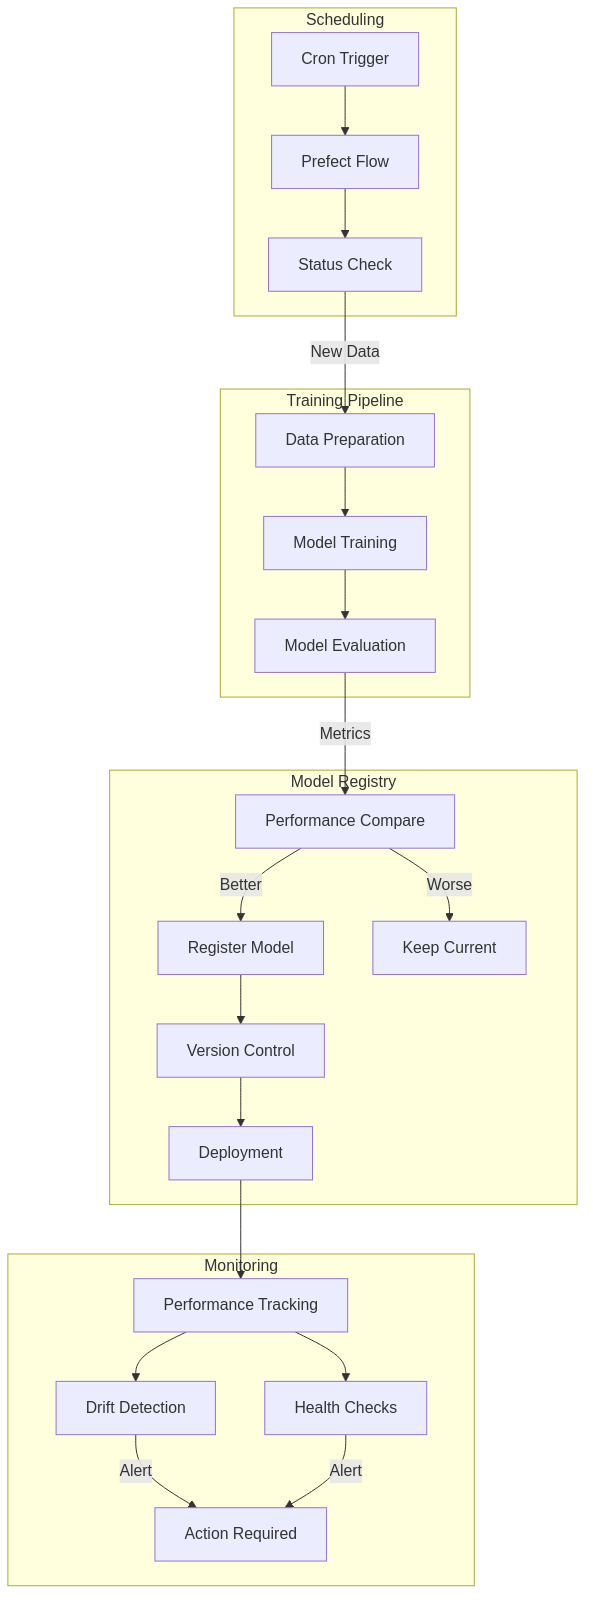 Scheduling
Cron Trigger
Prefect Flow
Status Check
New Data
Training Pipeline
Data Preparation
Model Training
Model Evaluation
Metrics
Model Registry
Performance Compare
Better
Worse
Register Model
Keep Current
Version Control
Deployment
Monitoring
Performance Tracking
Drift Detection
Health Checks
Alert
Alert
Action Required